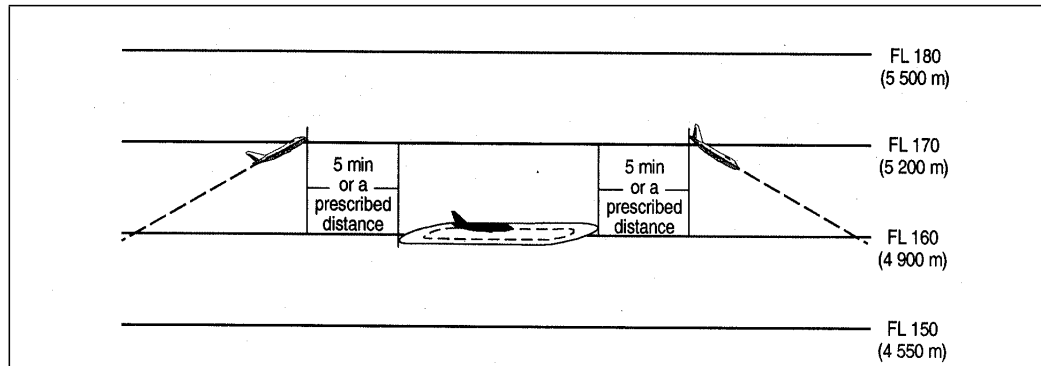 FL 180
(5 500 m)
FL 170
(5 200 m)
5 min
or a
prescribed
distance
5 min
or a
prescribed
distance
FL 160
(4 900 m)
FL 150
(4 550 m)